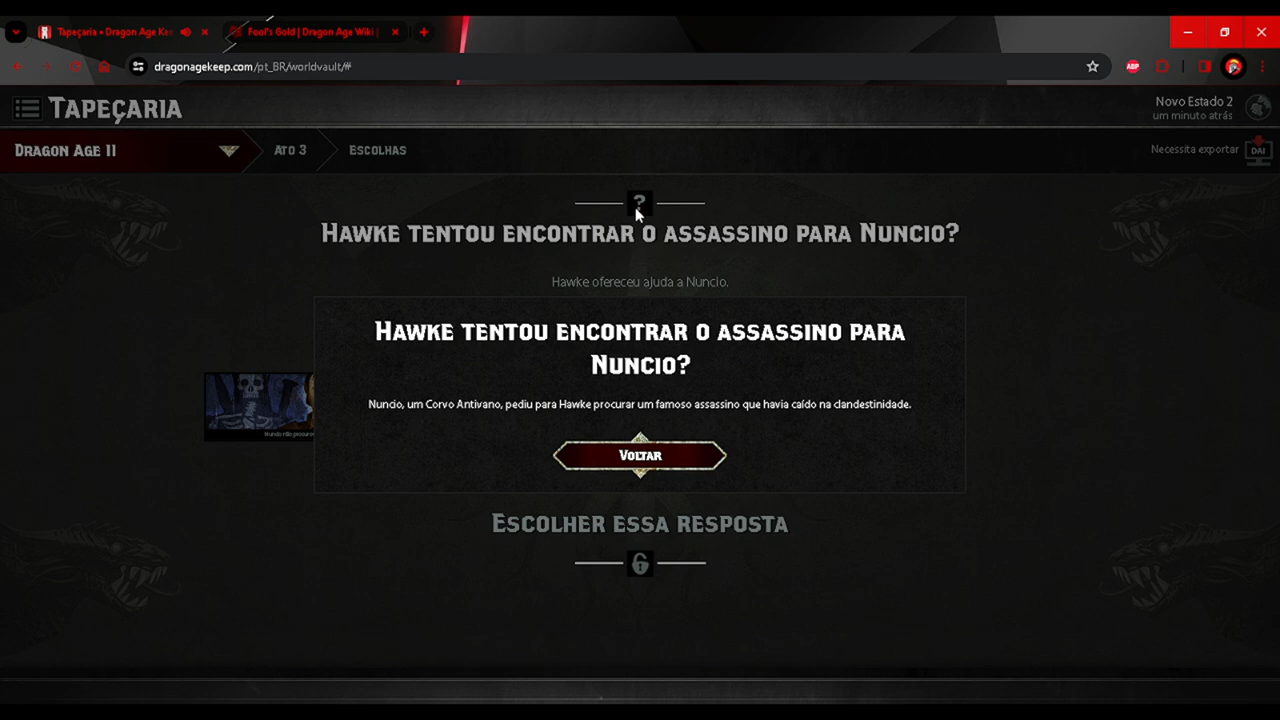 Tapeçaria • Dragon Age Kee
Fool's Gold | Dragon Age Wiki |
dragonagekeep.com/pt_BR/worldvault/#
ABP
Tapeçaria
Novo Estado 2
um minuto atrás
Dragon Age II
Ato 3
Escolhas
Necessita exportar
DAI
?
Hawke tentou encontrar o assassino para Nuncio?
Hawke ofereceu ajuda a Nuncio.
Hawke tentou encontrar o assassino para
Nuncio?
Nuncio, um Corvo Antivano, pediu para Hawke procurar um famoso assassino que havia caído na clandestinidade.
Voltar
Escolher essa resposta